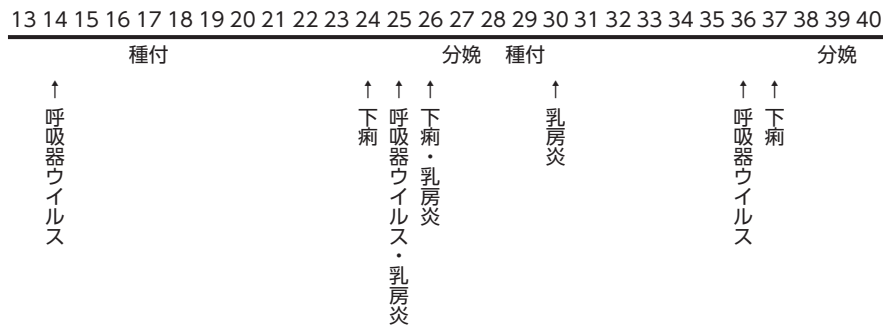 13 14 15 16 17 18 19 20 21 22 23 24 25 26 27 28 29 30 31 32 33 34 35 36 37 38 39 40
種付 分娩 種付 分娩
↑呼吸器ウイルス
↑下痢
↑呼吸器ウイルス・乳房炎
↑下痢・乳房炎
↑乳房炎
↑呼吸器ウイルス
↑下痢